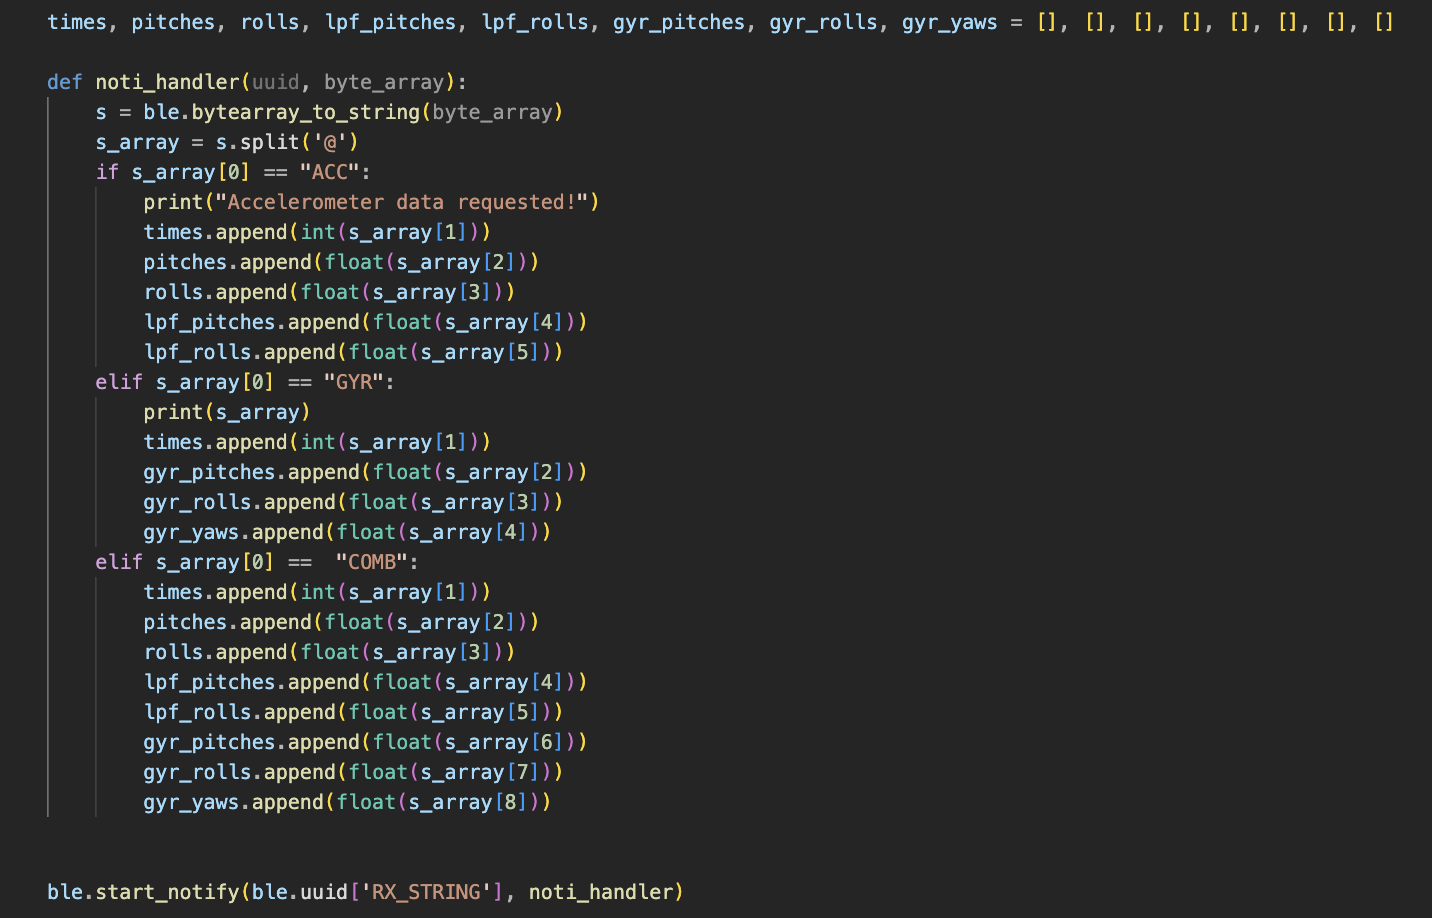 times, pitches, rolls, lpf_pitches, lpf_rolls, gyr_pitches, gyr_rolls, gyr_yaws = [], [], [], [], [], [], [], []
def noti_handler(uuid, byte_array):
    s = ble.bytearray_to_string(byte_array)
    s_array = s.split('@')
    if s_array[0] == "ACC":
        print("Accelerometer data requested!")
        times.append(int(s_array[1]))
        pitches.append(float(s_array[2]))
        rolls.append(float(s_array[3]))
        lpf_pitches.append(float(s_array[4]))
        lpf_rolls.append(float(s_array[5]))
    elif s_array[0] == "GYR":
        print(s_array)
        times.append(int(s_array[1]))
        gyr_pitches.append(float(s_array[2]))
        gyr_rolls.append(float(s_array[3]))
        gyr_yaws.append(float(s_array[4]))
    elif s_array[0] ==  "COMB":
        times.append(int(s_array[1]))
        pitches.append(float(s_array[2]))
        rolls.append(float(s_array[3]))
        lpf_pitches.append(float(s_array[4]))
        lpf_rolls.append(float(s_array[5]))
        gyr_pitches.append(float(s_array[6]))
        gyr_rolls.append(float(s_array[7]))
        gyr_yaws.append(float(s_array[8]))
ble.start_notify(ble.uuid['RX_STRING'], noti_handler)